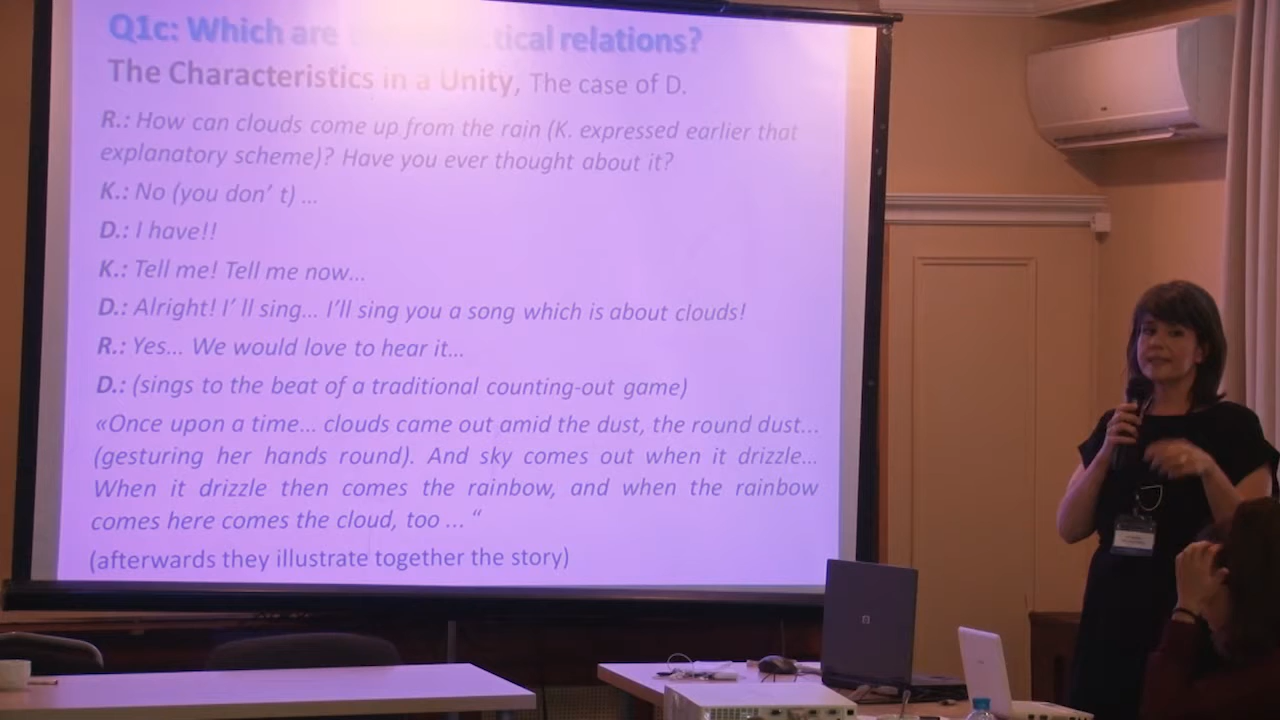 Q1c: Which are tical relations?
The Characteristics in a Unity, The case of D.
R.: How can clouds come up from the rain (K. expressed earlier that
explanatory scheme)? Have you ever thought about it?
K.: No (you don’ t) ...
D.: I have!!
K.: Tell me! Tell me now...
D.: Alright! I’ ll sing... I’ll sing you a song which is about clouds!
R.: Yes... We would love to hear it...
D.: (sings to the beat of a traditional counting-out game)
«Once upon a time... clouds came out amid the dust, the round dust...
(gesturing her hands round). And sky comes out when it drizzle...
When it drizzle then comes the rainbow, and when the rainbow
comes here comes the cloud, too ... “
(afterwards they illustrate together the story)